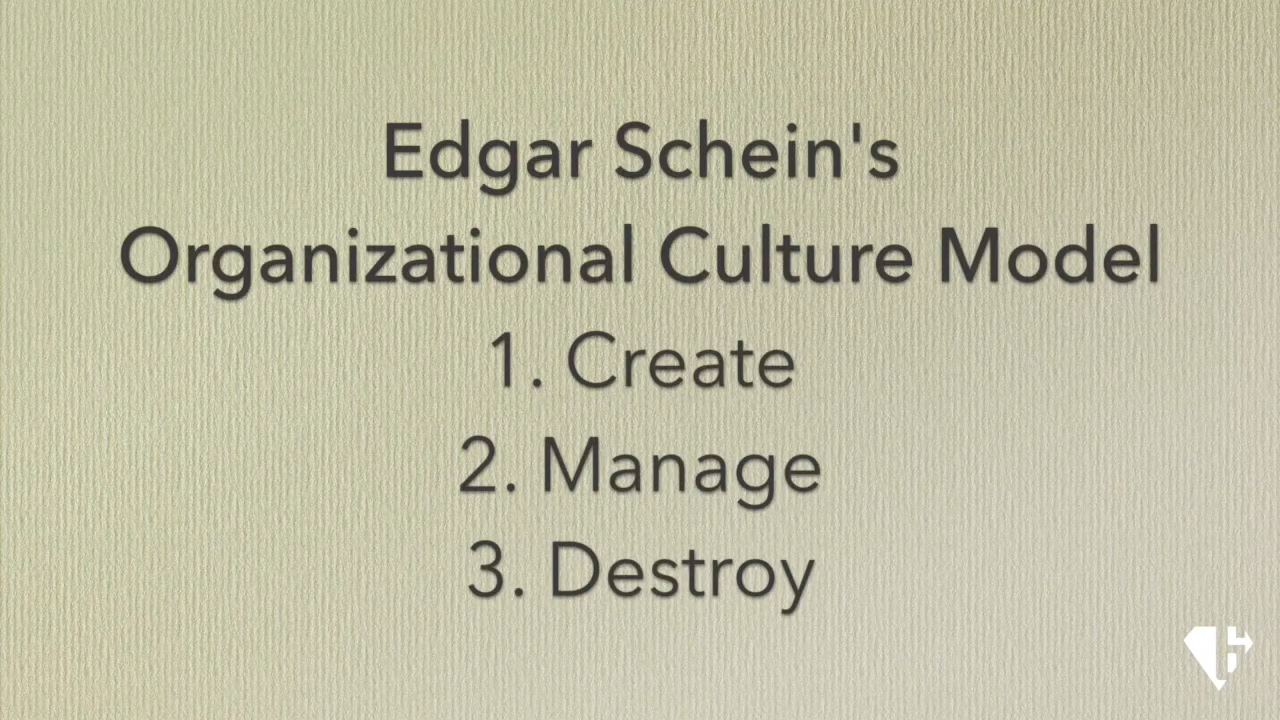 Edgar Schein's
Organizational Culture Model
1. Create
2. Manage
3. Destroy